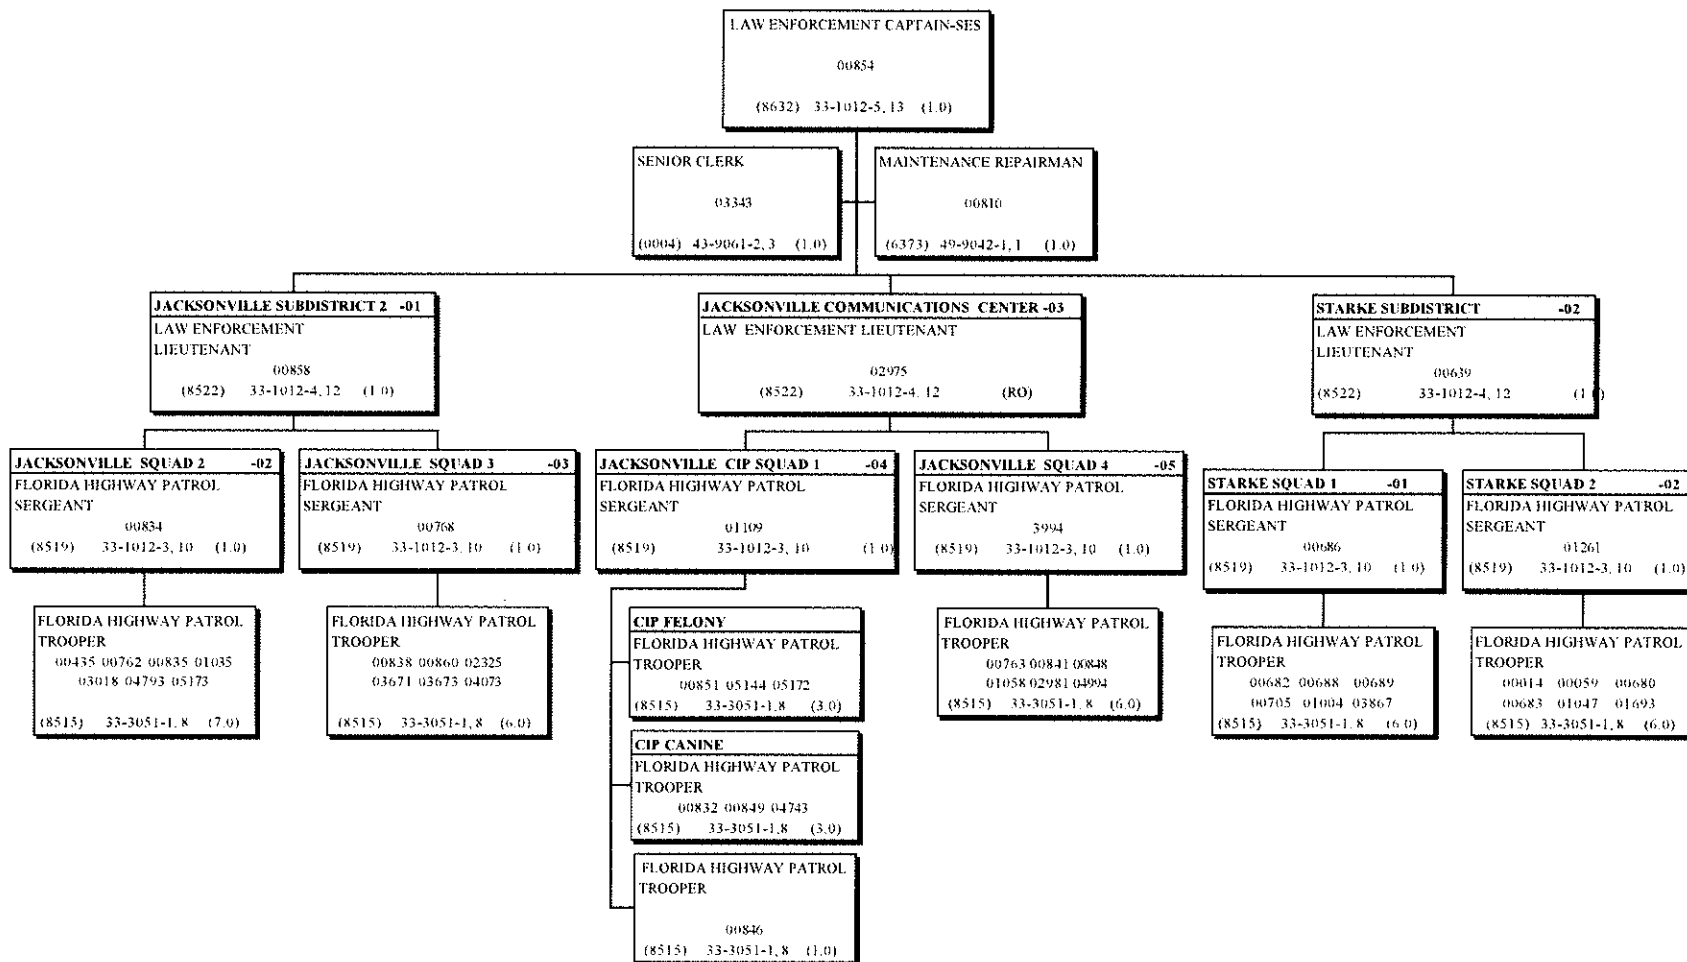 LAW ENFORCEMENT CAPTAIN-SES
00854
(8632) 33-1012-5, 13 (1.0)
SENIOR CLERK
03343
(0004) 43-9061-2, 3 (1.0)
MAINTENANCE REPAIRMAN
00810
(6373) 49-9042-1, 1 (1.0)
JACKSONVILLE SUBDISTRICT 2 -01
LAW ENFORCEMENT
LIEUTENANT
00858
(8522) 33-1012-4, 12 (1.0)
JACKSONVILLE COMMUNICATIONS CENTER -03
LAW ENFORCEMENT LIEUTENANT
02975
(8522) 33-1012-4, 12 (RO)
STARKE SUBDISTRICT -02
LAW ENFORCEMENT
LIEUTENANT
00639
(8522) 33-1012-4, 12 (1.0)
JACKSONVILLE SQUAD 2 -02
FLORIDA HIGHWAY PATROL
SERGEANT
00834
(8519) 33-1012-3, 10 (1.0)
JACKSONVILLE SQUAD 3 -03
FLORIDA HIGHWAY PATROL
SERGEANT
00768
(8519) 33-1012-3, 10 (1.0)
JACKSONVILLE CIP SQUAD 1 -04
FLORIDA HIGHWAY PATROL
SERGEANT
01109
(8519) 33-1012-3, 10 (1.0)
JACKSONVILLE SQUAD 4 -05
FLORIDA HIGHWAY PATROL
SERGEANT
3994
(8519) 33-1012-3, 10 (1.0)
STARKE SQUAD 1 -01
FLORIDA HIGHWAY PATROL
SERGEANT
00686
(8519) 33-1012-3, 10 (1.0)
STARKE SQUAD 2 -02
FLORIDA HIGHWAY PATROL
SERGEANT
01261
(8519) 33-1012-3, 10 (1.0)
FLORIDA HIGHWAY PATROL
TROOPER
00435 00762 00835 01035
03018 04793 05173
(8515) 33-3051-1, 8 (7.0)
FLORIDA HIGHWAY PATROL
TROOPER
00838 00860 02325
03671 03673 04073
(8515) 33-3051-1, 8 (6.0)
CIP FELONY
FLORIDA HIGHWAY PATROL
TROOPER
00851 05144 05172
(8515) 33-3051-1,8 (3.0)
CIP CANINE
FLORIDA HIGHWAY PATROL
TROOPER
00832 00849 04743
(8515) 33-3051-1,8 (3.0)
FLORIDA HIGHWAY PATROL
TROOPER
00846
(8515) 33-3051-1, 8 (1.0)
FLORIDA HIGHWAY PATROL
TROOPER
00763 00841 00848
01058 02981 04994
(8515) 33-3051-1, 8 (6.0)
FLORIDA HIGHWAY PATROL
TROOPER
00682 00688 00689
00705 01004 03867
(8515) 33-3051-1, 8 (6.0)
FLORIDA HIGHWAY PATROL
TROOPER
00014 00059 00680
00683 01047 01693
(8515) 33-3051-1, 8 (6.0)